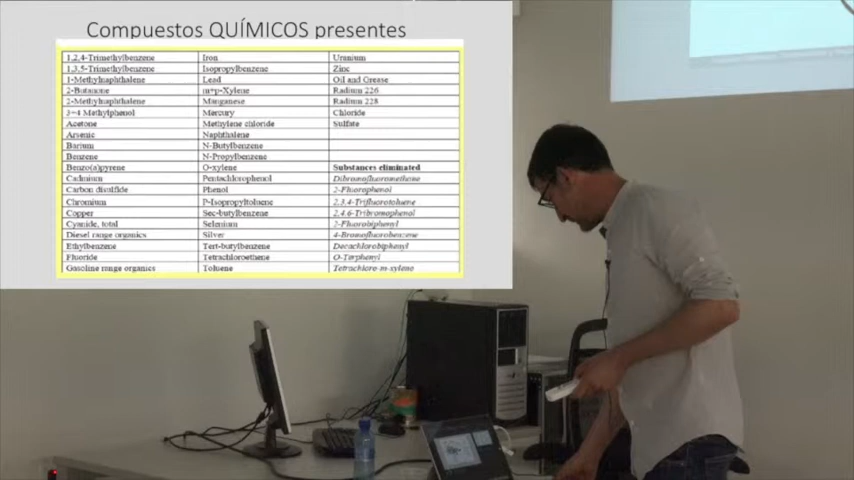 Compuestos QUÍMICOS presentes
1,2,4-Trimethylbenzene Iron Uranium
1,3,5-Trimethylbenzene Isopropylbenzene Zinc
1-Methylnaphthalene Lead Oil and Grease
2-Butanone m+p-Xylene Radium 226
2-Methylnaphthalene Manganese Radium 228
3+4 Methylphenol Mercury Chloride
Acetone Methylene chloride Sulfate
Arsenic Naphthalene
Barium N-Butylbenzene
Benzene N-Propylbenzene
Benzo(a)pyrene O-xylene Substances eliminated
Cadmium Pentachlorophenol Dibromofluoromethane
Carbon disulfide Phenol 2-Fluorophenol
Chromium P-Isopropyltoluene 2,3,4-Trifluorotoluene
Copper Sec-butylbenzene 2,4,6-Tribromophenol
Cyanide, total Selenium 2-Fluorobiphenyl
Diesel range organics Silver 4-Bromofluorobenzene
Ethylbenzene Tert-butylbenzene Decachlorobiphenyl
Fluoride Tetrachloroethene O-Terphenyl
Gasoline range organics Toluene Tetrachloro-m-xylene